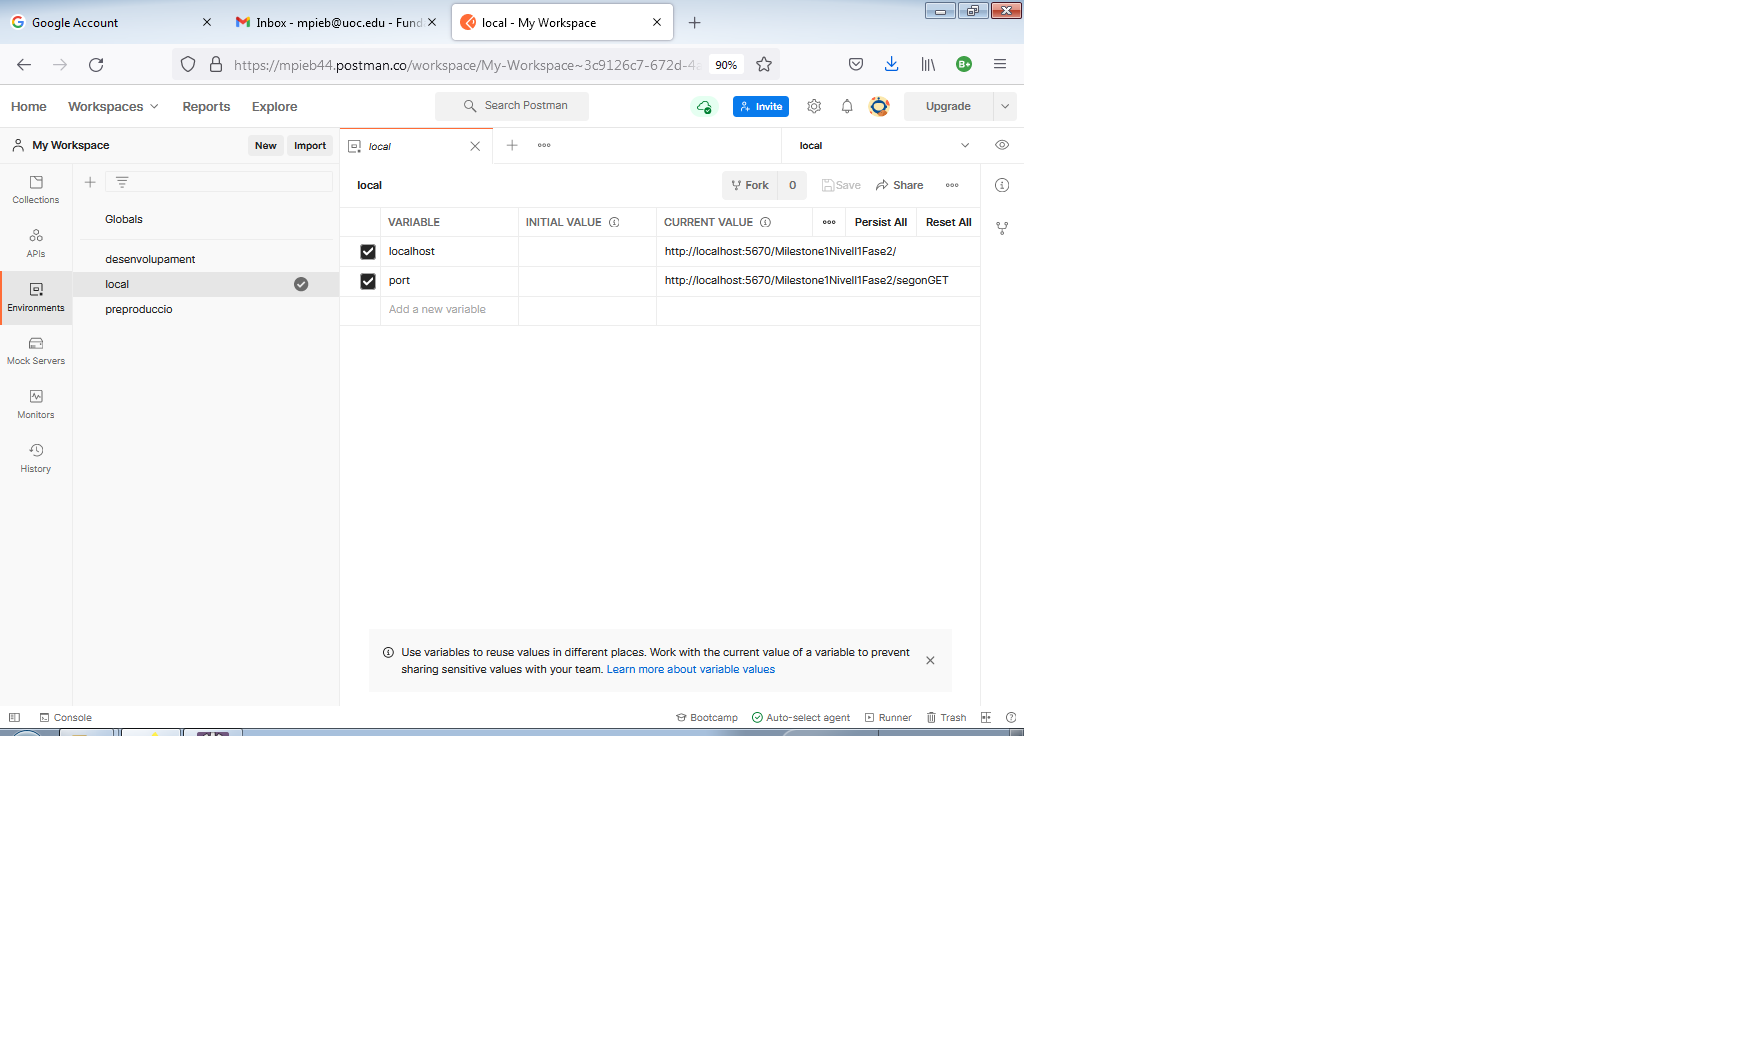 Google Account
Inbox - mpieb@uoc.edu - Fund
local - My Workspace
https://mpieb44.postman.co/workspace/My-Workspace~3c9126c7-672d-4a
90%
B+
Home
Workspaces
Reports
Explore
Search Postman
Invite
Upgrade
My Workspace
New
Import
local
local
Collections
Globals
local
Fork
0
Save
Share
VARIABLE
INITIAL VALUE
CURRENT VALUE
Persist All
Reset All
APIs
desenvolupament
localhost
http://localhost:5670/Milestone1Nivell1Fase2/
Environments
local
port
http://localhost:5670/Milestone1Nivell1Fase2/segonGET
preproduccio
Add a new variable
Mock Servers
Monitors
History
Use variables to reuse values in different places. Work with the current value of a variable to prevent
sharing sensitive values with your team. Learn more about variable values
Console
Bootcamp
Auto-select agent
Runner
Trash